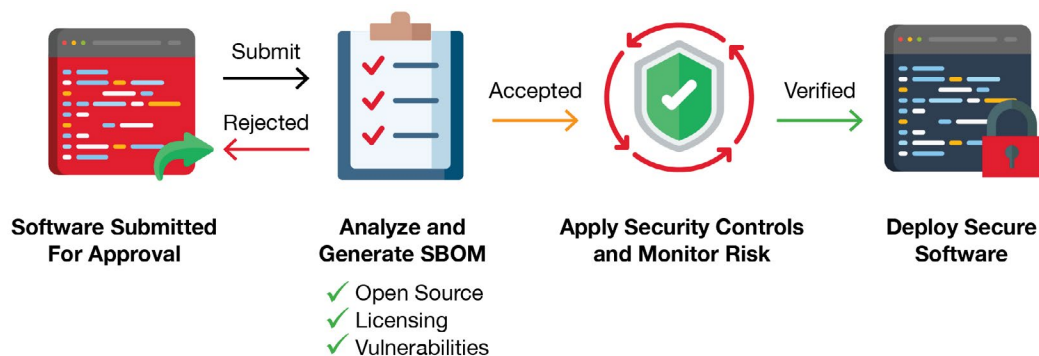 Submit
Rejected
Accepted
Verified
Software Submitted
For Approval
Analyze and
Generate SBOM
Open Source
Licensing
Vulnerabilities
Apply Security Controls
and Monitor Risk
Deploy Secure
Software